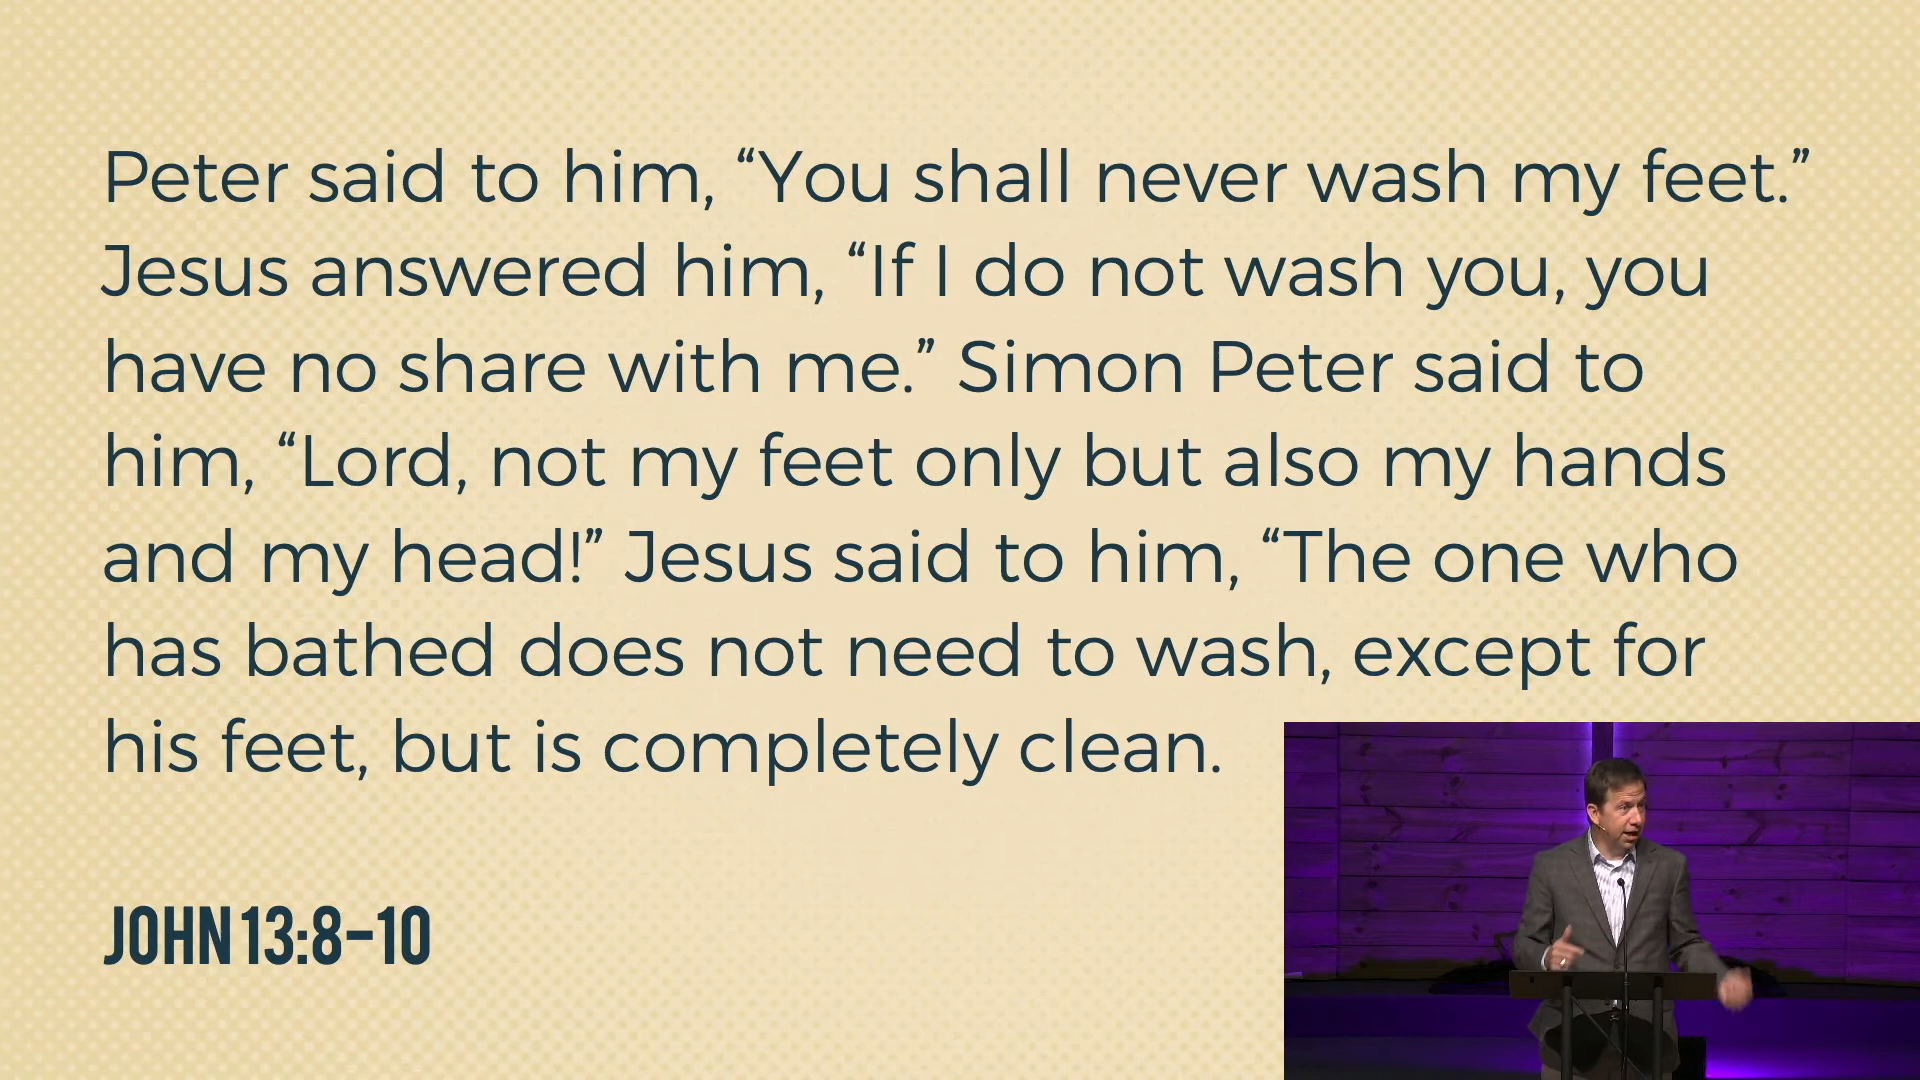 Peter said to him, “You shall never wash my feet.”
Jesus answered him, “If I do not wash you, you
have no share with me.” Simon Peter said to
him, “Lord, not my feet only but also my hands
and my head!” Jesus said to him, “The one who
has bathed does not need to wash, except for
his feet, but is completely clean.
JOHN 13:8–10